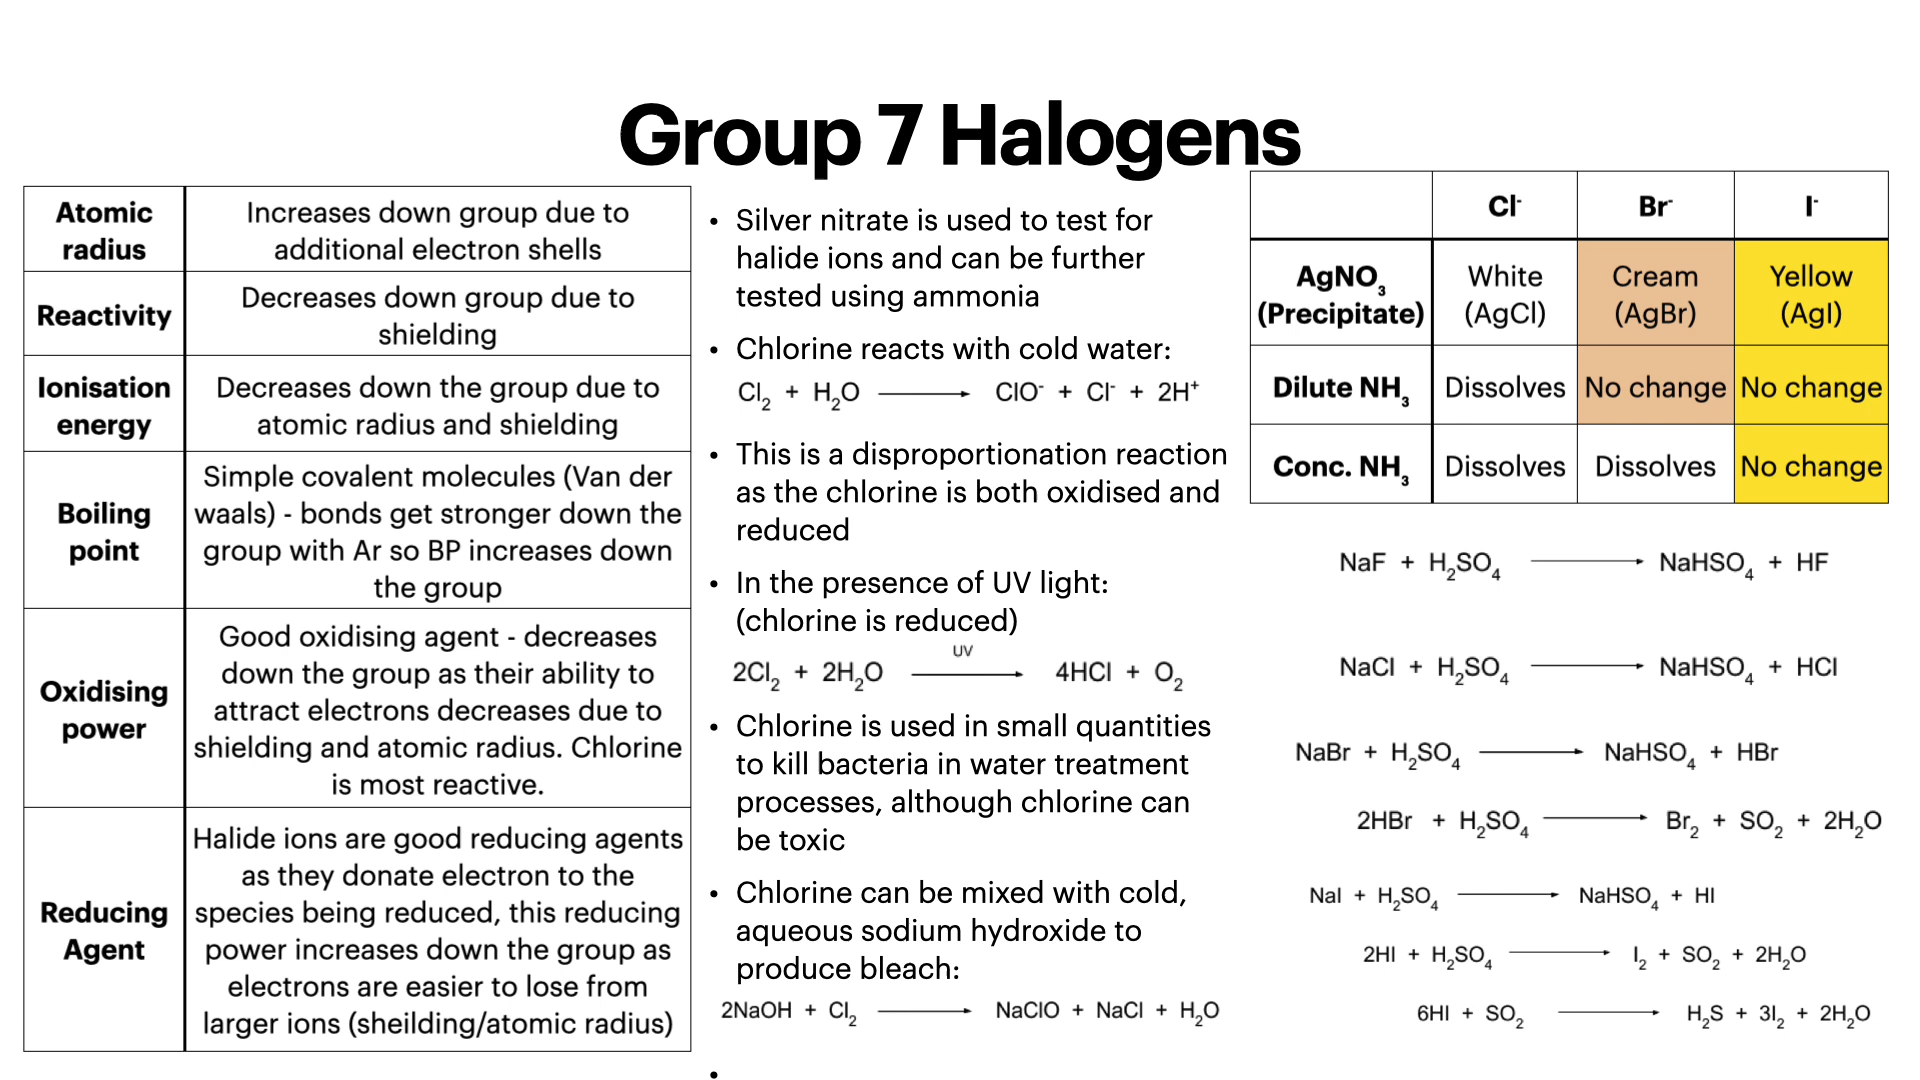 Group 7 Halogens
Atomic
radius
Increases down group due to
additional electron shells
Reactivity
Decreases down group due to
shielding
Ionisation
energy
Decreases down the group due to
atomic radius and shielding
Boiling
point
Simple covalent molecules (Van der
waals) - bonds get stronger down the
group with Ar so BP increases down
the group
Oxidising
power
Good oxidising agent - decreases
down the group as their ability to
attract electrons decreases due to
shielding and atomic radius. Chlorine
is most reactive.
Reducing
Agent
Halide ions are good reducing agents
as they donate electron to the
species being reduced, this reducing
power increases down the group as
electrons are easier to lose from
larger ions (sheilding/atomic radius)
• Silver nitrate is used to test for
halide ions and can be further
tested using ammonia
• Chlorine reacts with cold water:
Cl₂ + H₂O ⟶ ClO⁻ + Cl⁻ + 2H⁺
• This is a disproportionation reaction
as the chlorine is both oxidised and
reduced
• In the presence of UV light:
(chlorine is reduced)
UV
2Cl₂ + 2H₂O ⟶ 4HCl + O₂
• Chlorine is used in small quantities
to kill bacteria in water treatment
processes, although chlorine can
be toxic
• Chlorine can be mixed with cold,
aqueous sodium hydroxide to
produce bleach:
2NaOH + Cl₂ ⟶ NaClO + NaCl + H₂O
•
Cl⁻ Br⁻ I⁻
AgNO₃
(Precipitate)
White
(AgCl)
Cream
(AgBr)
Yellow
(AgI)
Dilute NH₃ Dissolves No change No change
Conc. NH₃ Dissolves Dissolves No change
NaF + H₂SO₄ ⟶ NaHSO₄ + HF
NaCl + H₂SO₄ ⟶ NaHSO₄ + HCl
NaBr + H₂SO₄ ⟶ NaHSO₄ + HBr
2HBr + H₂SO₄ ⟶ Br₂ + SO₂ + 2H₂O
NaI + H₂SO₄ ⟶ NaHSO₄ + HI
2HI + H₂SO₄ ⟶ I₂ + SO₂ + 2H₂O
6HI + SO₂ ⟶ H₂S + 3I₂ + 2H₂O